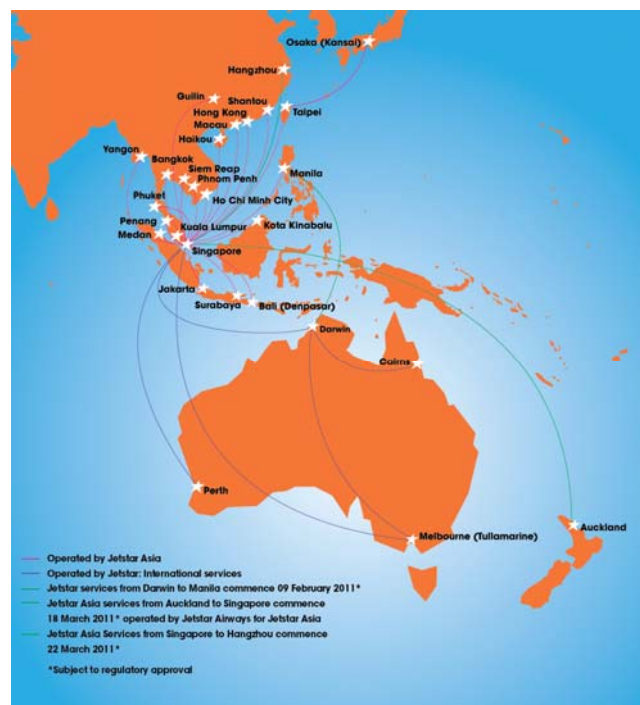 Osaka (Kansai)
Hangzhou
Guilin
Shantou
Hong Kong
Taipei
Macau
Haikou
Yangon
Bangkok
Siem Reap
Manila
Phnom Penh
Phuket
Ho Chi Minh City
Penang
Kuala Lumpur
Kota Kinabalu
Medan
Singapore
Jakarta
Surabaya
Bali (Denpasar)
Darwin
Cairns
Perth
Auckland
Melbourne (Tullamarine)
Operated by Jetstar Asia
Operated by Jetstar: International services
Jetstar services from Darwin to Manila commence 09 February 2011*
Jetstar Asia services from Auckland to Singapore commence
18 March 2011* operated by Jetstar Airways for Jetstar Asia
Jetstar Asia Services from Singapore to Hangzhou commence
22 March 2011*
*Subject to regulatory approval